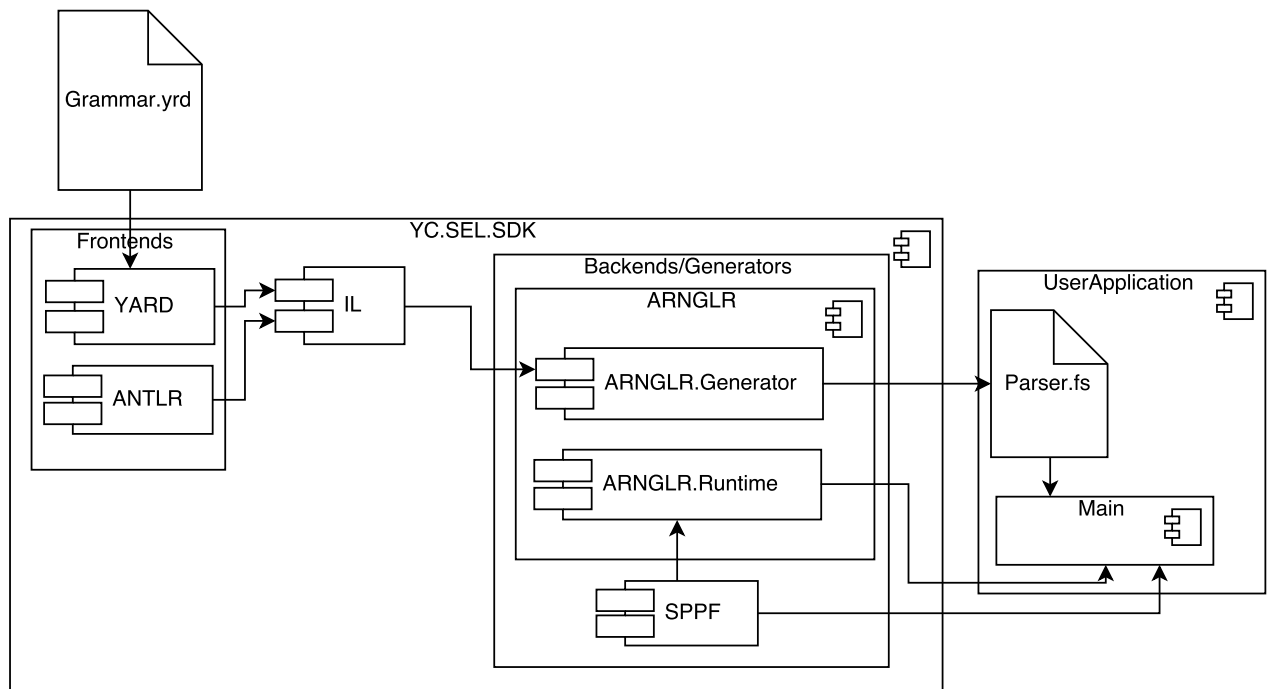 Grammar.yrd
YC.SEL.SDK
Frontends
YARD
ANTLR
IL
Backends/Generators
ARNGLR
ARNGLR.Generator
ARNGLR.Runtime
SPPF
UserApplication
Parser.fs
Main